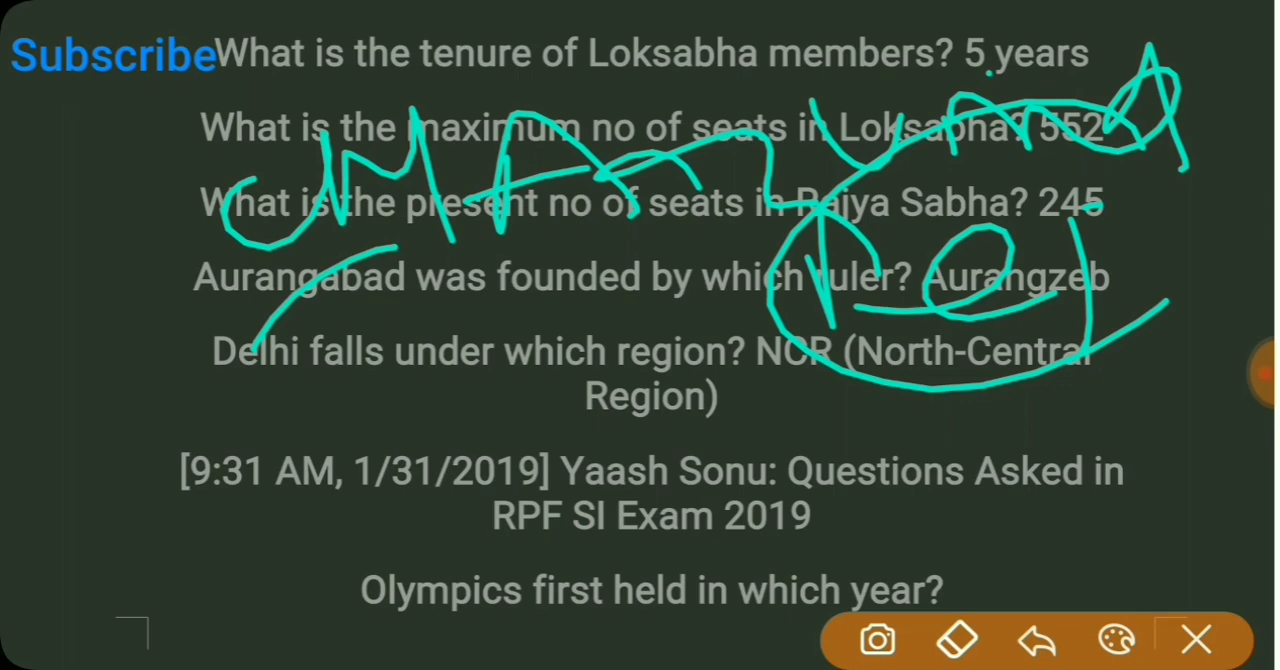 SubscribeWhat is the tenure of Loksabha members? 5 years
What is the maximum no of seats in Loksabha? 552
What is the present no of seats in Rajya Sabha? 245
Aurangabad was founded by which ruler? Aurangzeb
Delhi falls under which region? NCR (North-Central
Region)
[9:31 AM, 1/31/2019] Yaash Sonu: Questions Asked in
RPF SI Exam 2019
Olympics first held in which year?